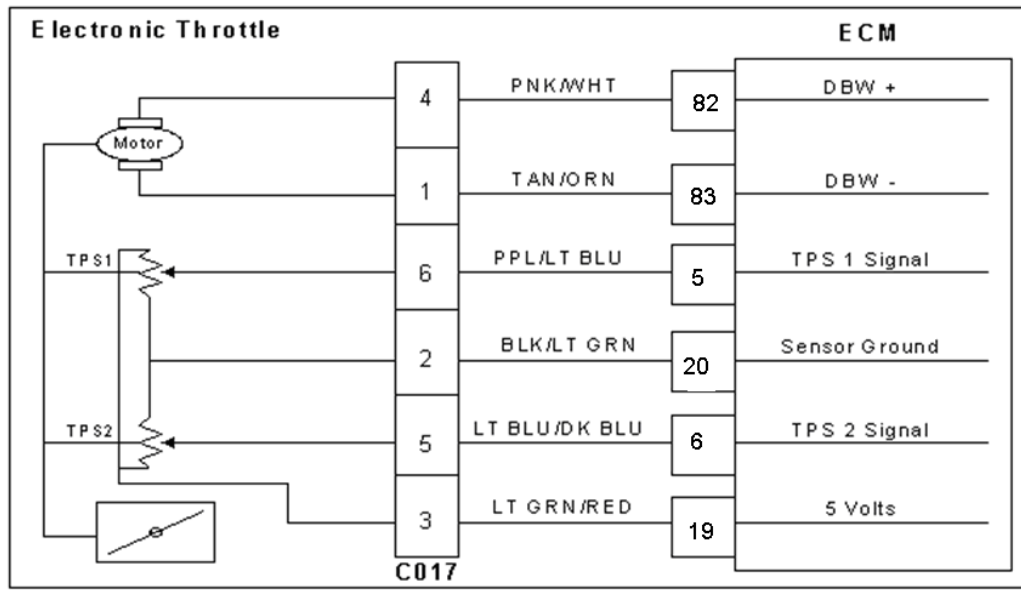 Electronic Throttle
ECM
4 PNK/WHT 82 DBW +
Motor
1 TAN/ORN 83 DBW -
TPS1 6 PPL/LT BLU 5 TPS 1 Signal
2 BLK/LT GRN 20 Sensor Ground
TPS2 5 LT BLU/DK BLU 6 TPS 2 Signal
3 LT GRN/RED 19 5 Volts
C017